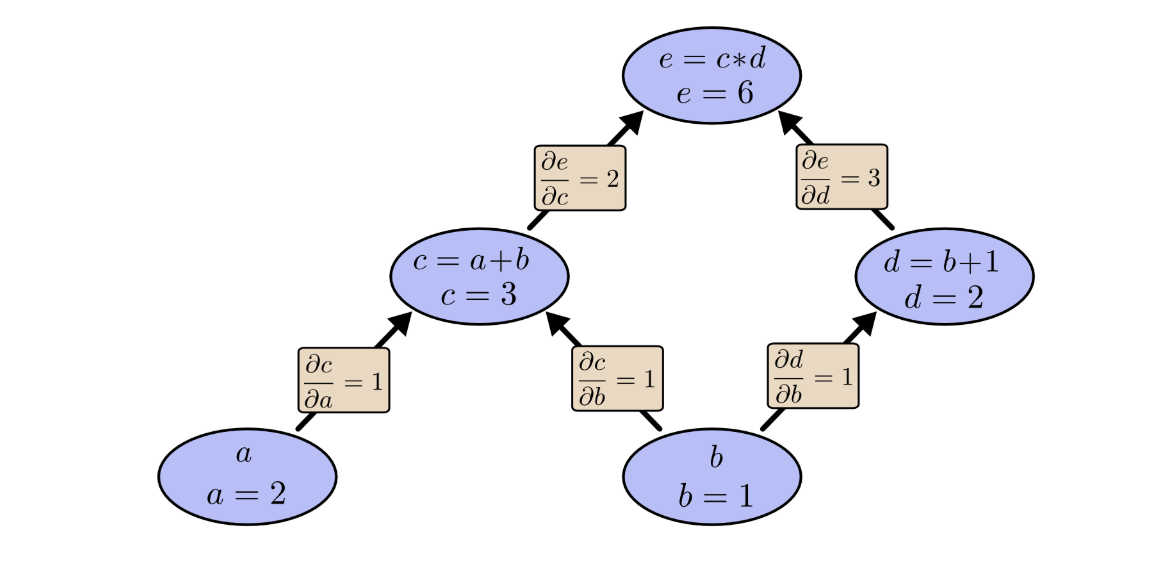 e = c*d
e = 6
∂e/∂c = 2
∂e/∂d = 3
c = a+b
c = 3
d = b+1
d = 2
∂c/∂a = 1
∂c/∂b = 1
∂d/∂b = 1
a
a = 2
b
b = 1